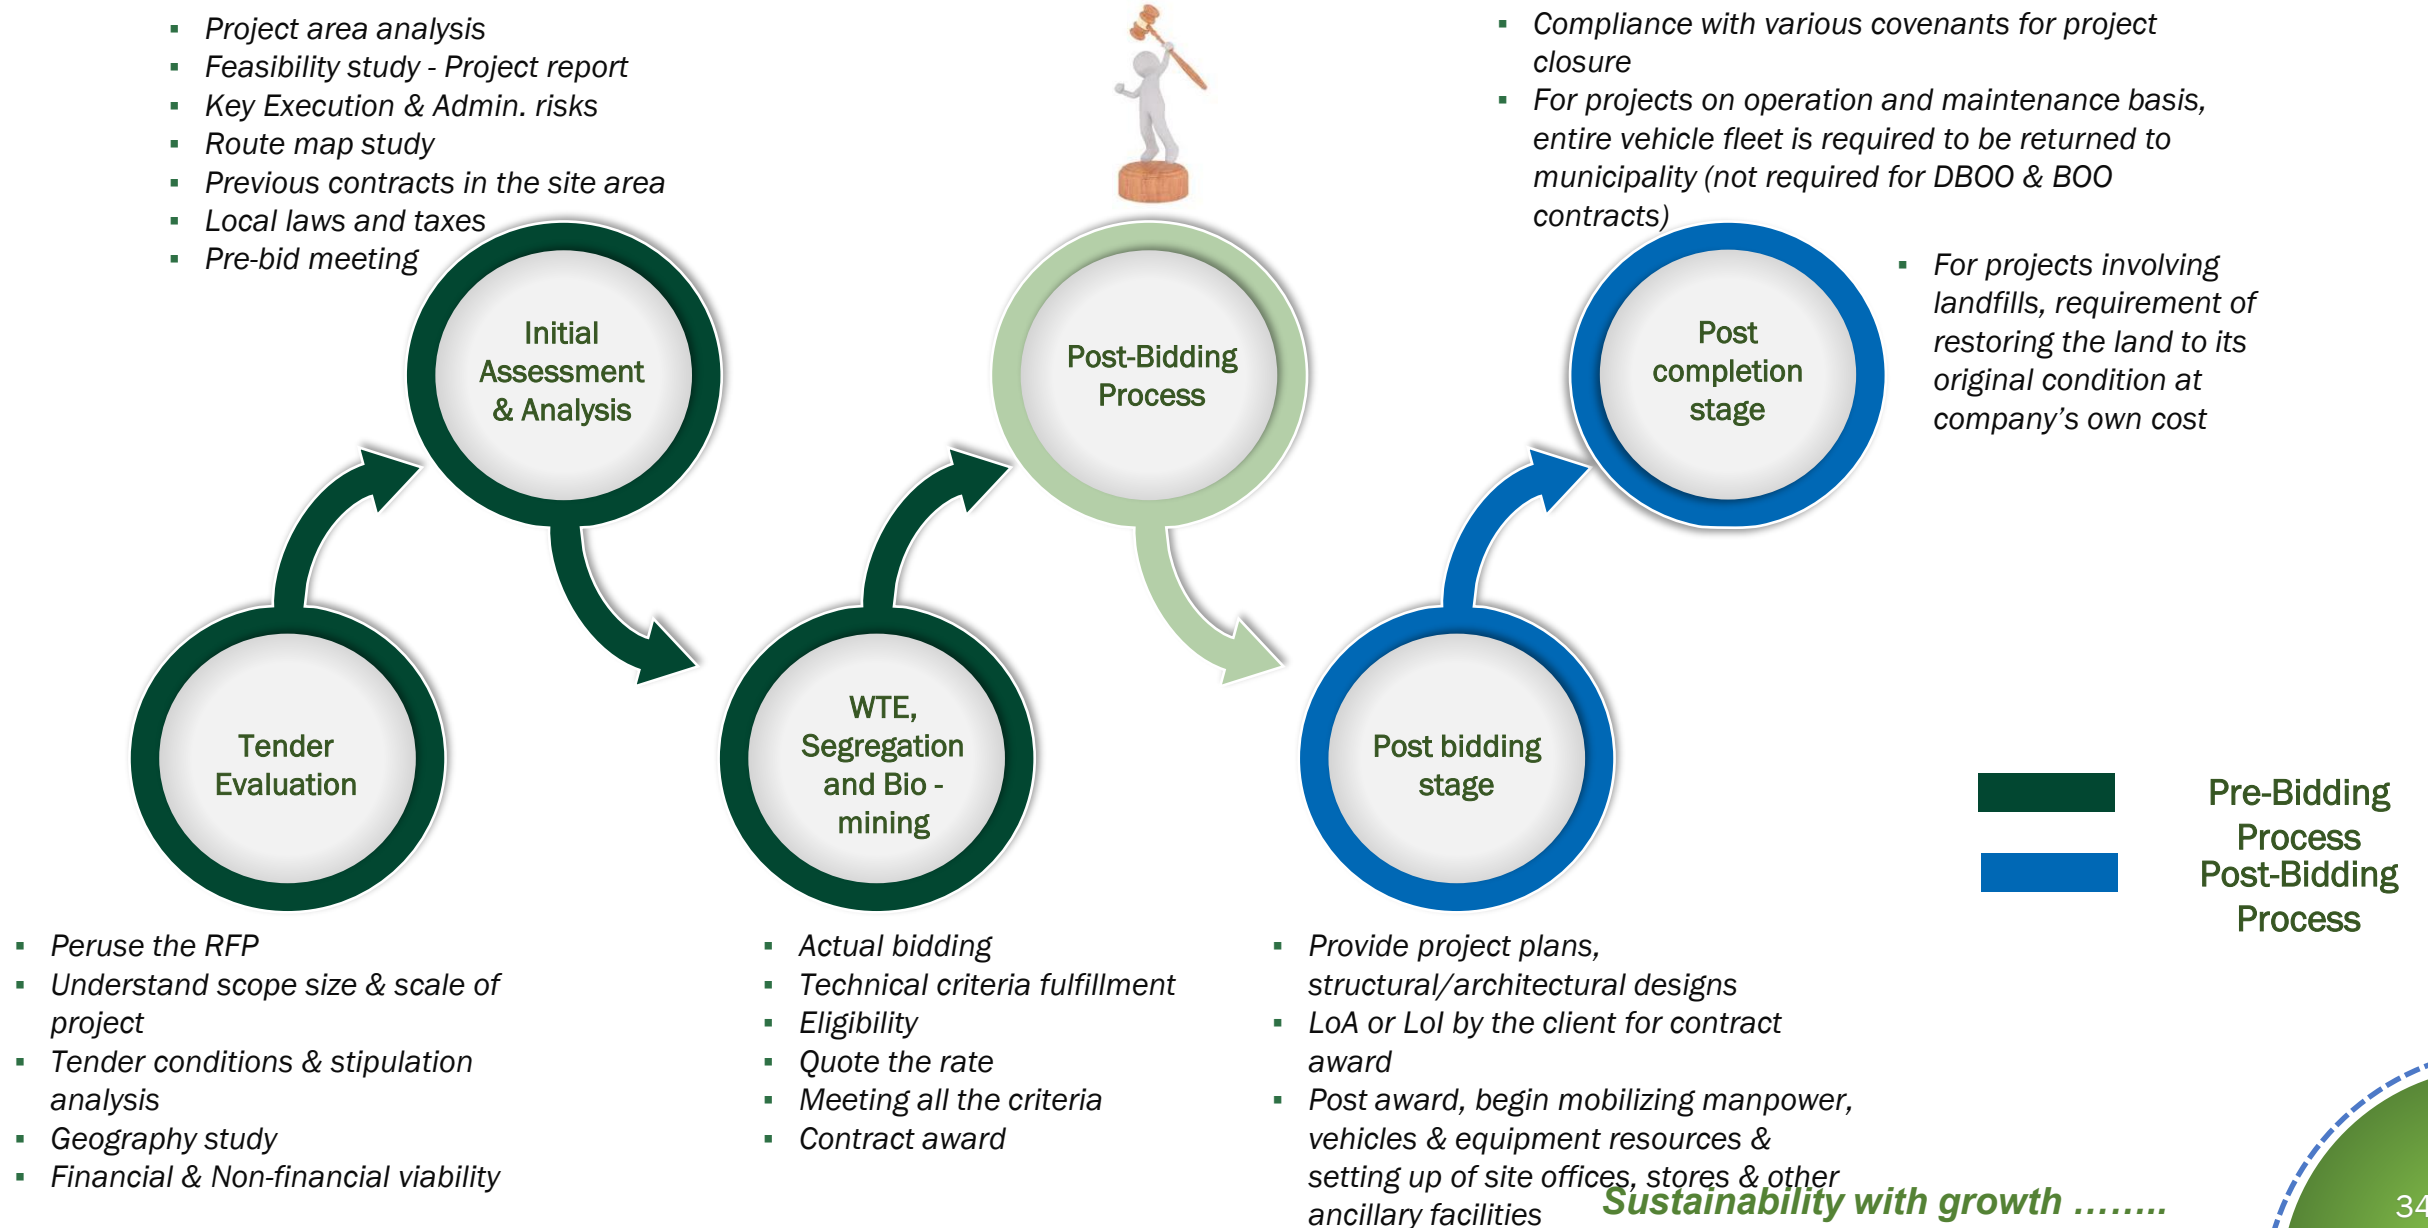 ▪ Project area analysis
▪ Feasibility study - Project report
▪ Key Execution & Admin. risks
▪ Route map study
▪ Previous contracts in the site area
▪ Local laws and taxes
▪ Pre-bid meeting
▪ Compliance with various covenants for project
closure
▪ For projects on operation and maintenance basis,
entire vehicle fleet is required to be returned to
municipality (not required for DBOO & BOO
contracts)
▪ For projects involving
landfills, requirement of
restoring the land to its
original condition at
company’s own cost
Initial
Assessment
& Analysis
Post-Bidding
Process
Post
completion
stage
Tender
Evaluation
WTE,
Segregation
and Bio -
mining
Post bidding
stage
Pre-Bidding
Process
Post-Bidding
Process
▪ Peruse the RFP
▪ Understand scope size & scale of
project
▪ Tender conditions & stipulation
analysis
▪ Geography study
▪ Financial & Non-financial viability
▪ Actual bidding
▪ Technical criteria fulfillment
▪ Eligibility
▪ Quote the rate
▪ Meeting all the criteria
▪ Contract award
▪ Provide project plans,
structural/architectural designs
▪ LoA or LoI by the client for contract
award
▪ Post award, begin mobilizing manpower,
vehicles & equipment resources &
setting up of site offices, stores & other
ancillary facilities
Sustainability with growth ……..
34